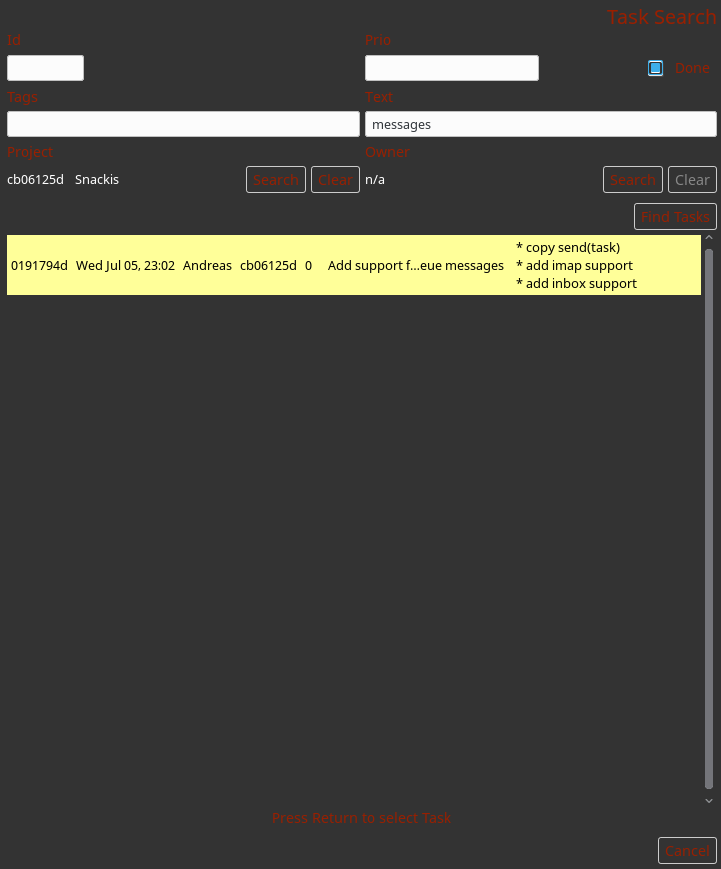 Task Search
Id Prio
Done
Tags Text
messages
Project Owner
cb06125d Snackis Search Clear n/a Search Clear
Find Tasks
* copy send(task)
0191794d Wed Jul 05, 23:02 Andreas cb06125d 0 Add support f...eue messages * add imap support
* add inbox support
Press Return to select Task
Cancel